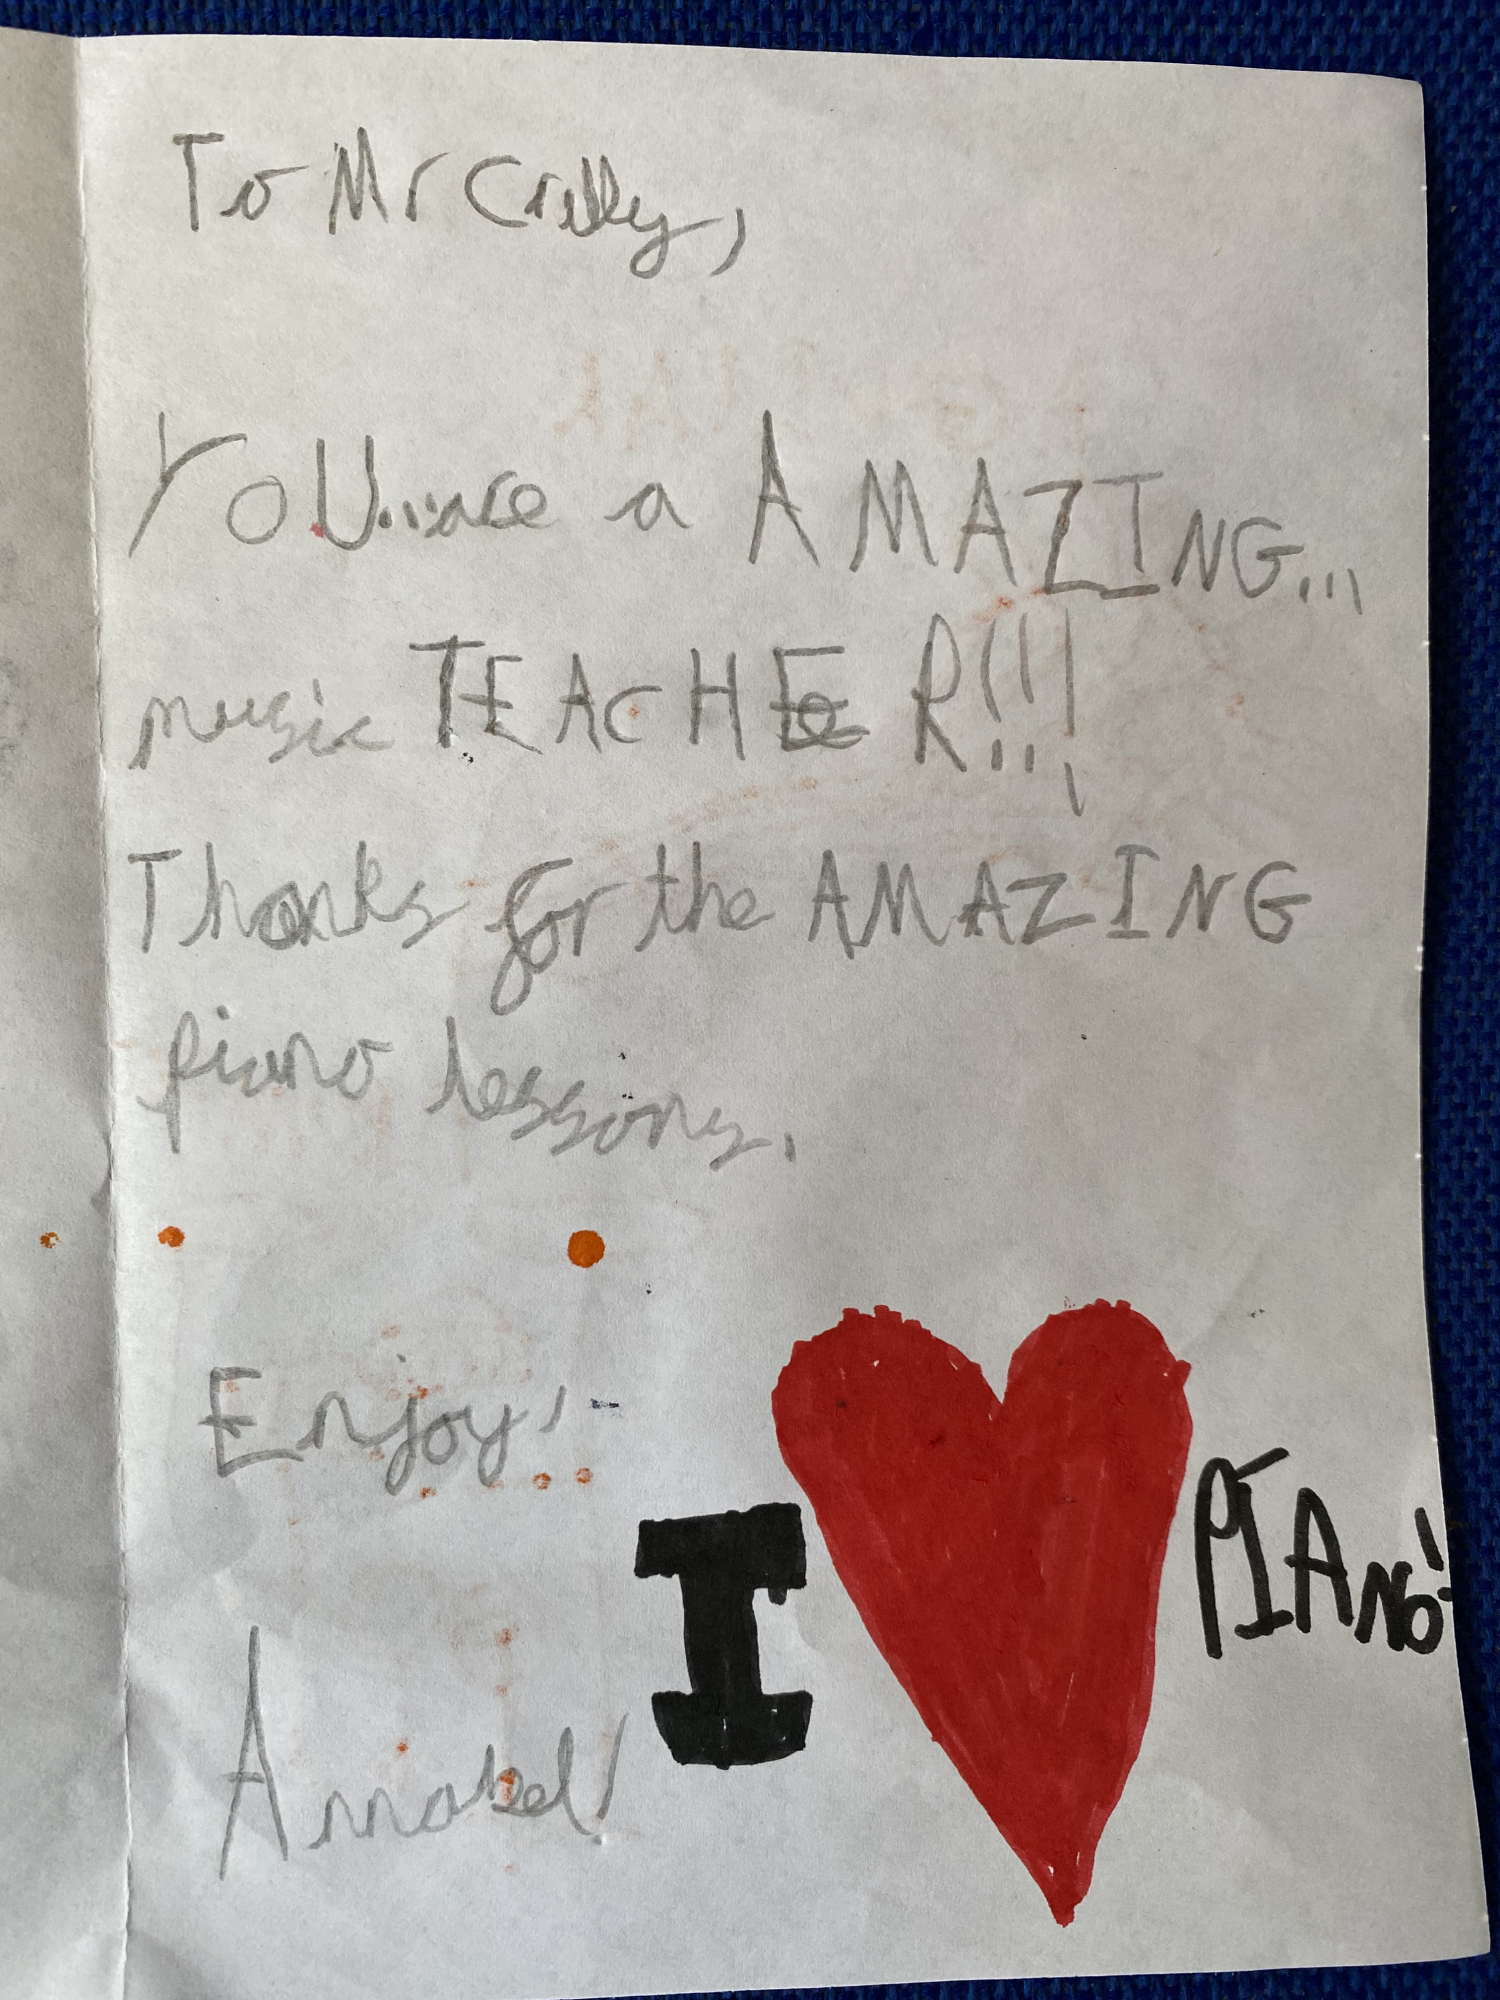 To Mr Crilly,
YOU...are a AMAZING...
music TEACHER!!!
Thanks for the AMAZING
piano lessons.
Enjoy!
I ♥ PIANO!
Annabel!